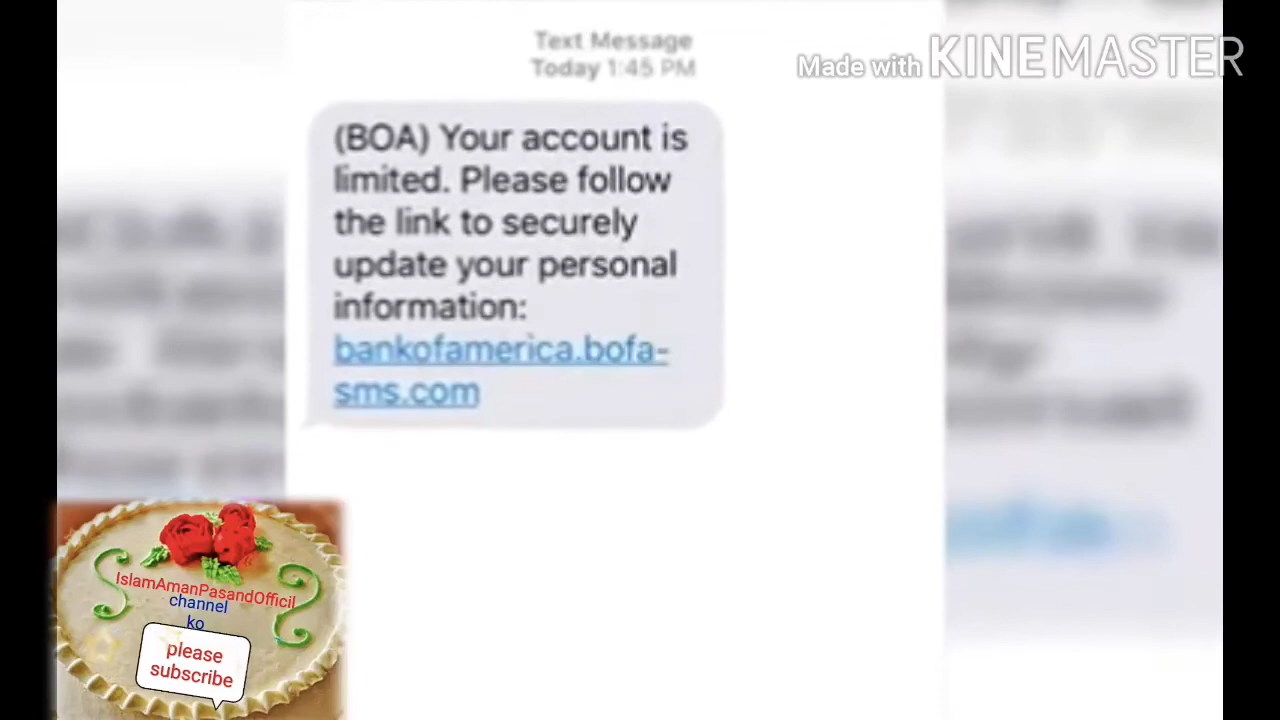 Text Message
Today 1:45 PM
Made with KINEMASTER
(BOA) Your account is
limited. Please follow
the link to securely
update your personal
information:
bankofamerica.bofa-
sms.com
IslamAmanPasandOfficil
channel
ko
please
subscribe